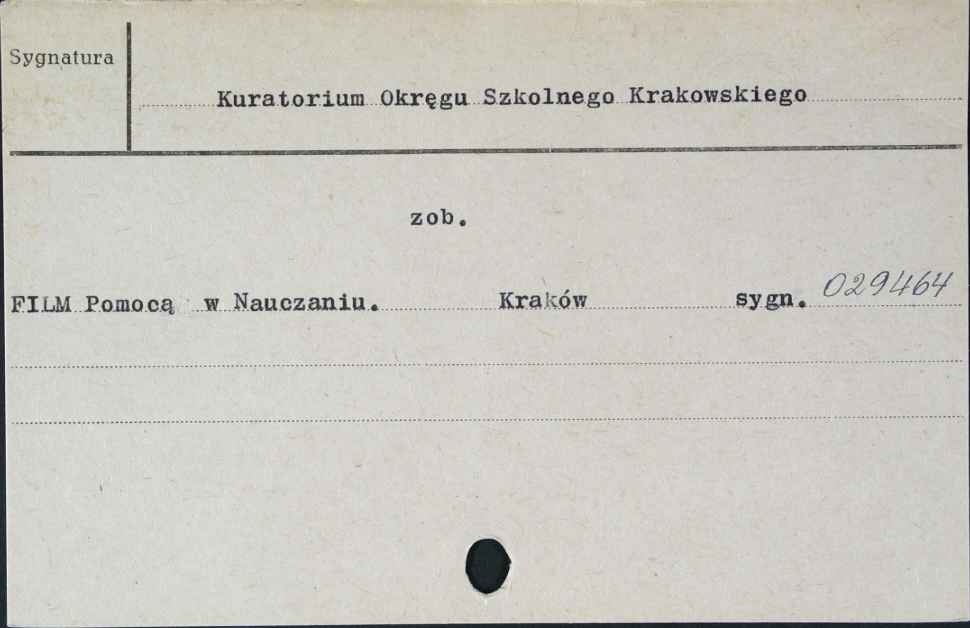 Sygnatura
Kuratorium Okręgu Szkolnego Krakowskiego
zob.
FILM Pomocą w Nauczaniu. Kraków sygn. 029464